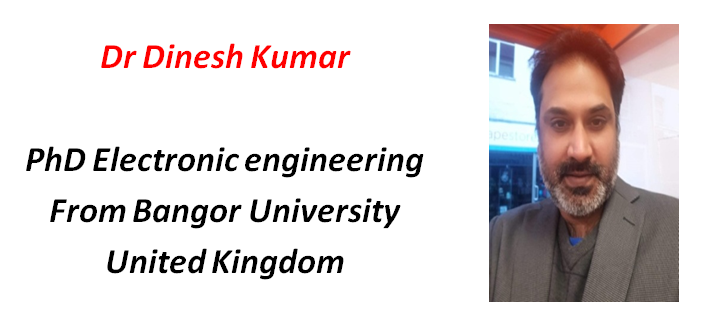 Dr Dinesh Kumar
PhD Electronic engineering
From Bangor University
United Kingdom